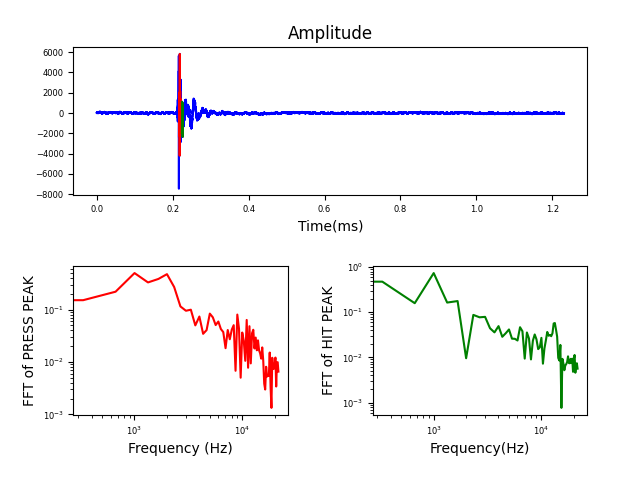 Amplitude
6000
4000
2000
0
−2000
−4000
−6000
−8000
0.0 0.2 0.4 0.6 0.8 1.0 1.2
Time(ms)
FFT of PRESS PEAK
10⁻¹
10⁻²
10⁻³
10³ 10⁴
Frequency (Hz)
FFT of HIT PEAK
10⁰
10⁻¹
10⁻²
10⁻³
10³ 10⁴
Frequency(Hz)